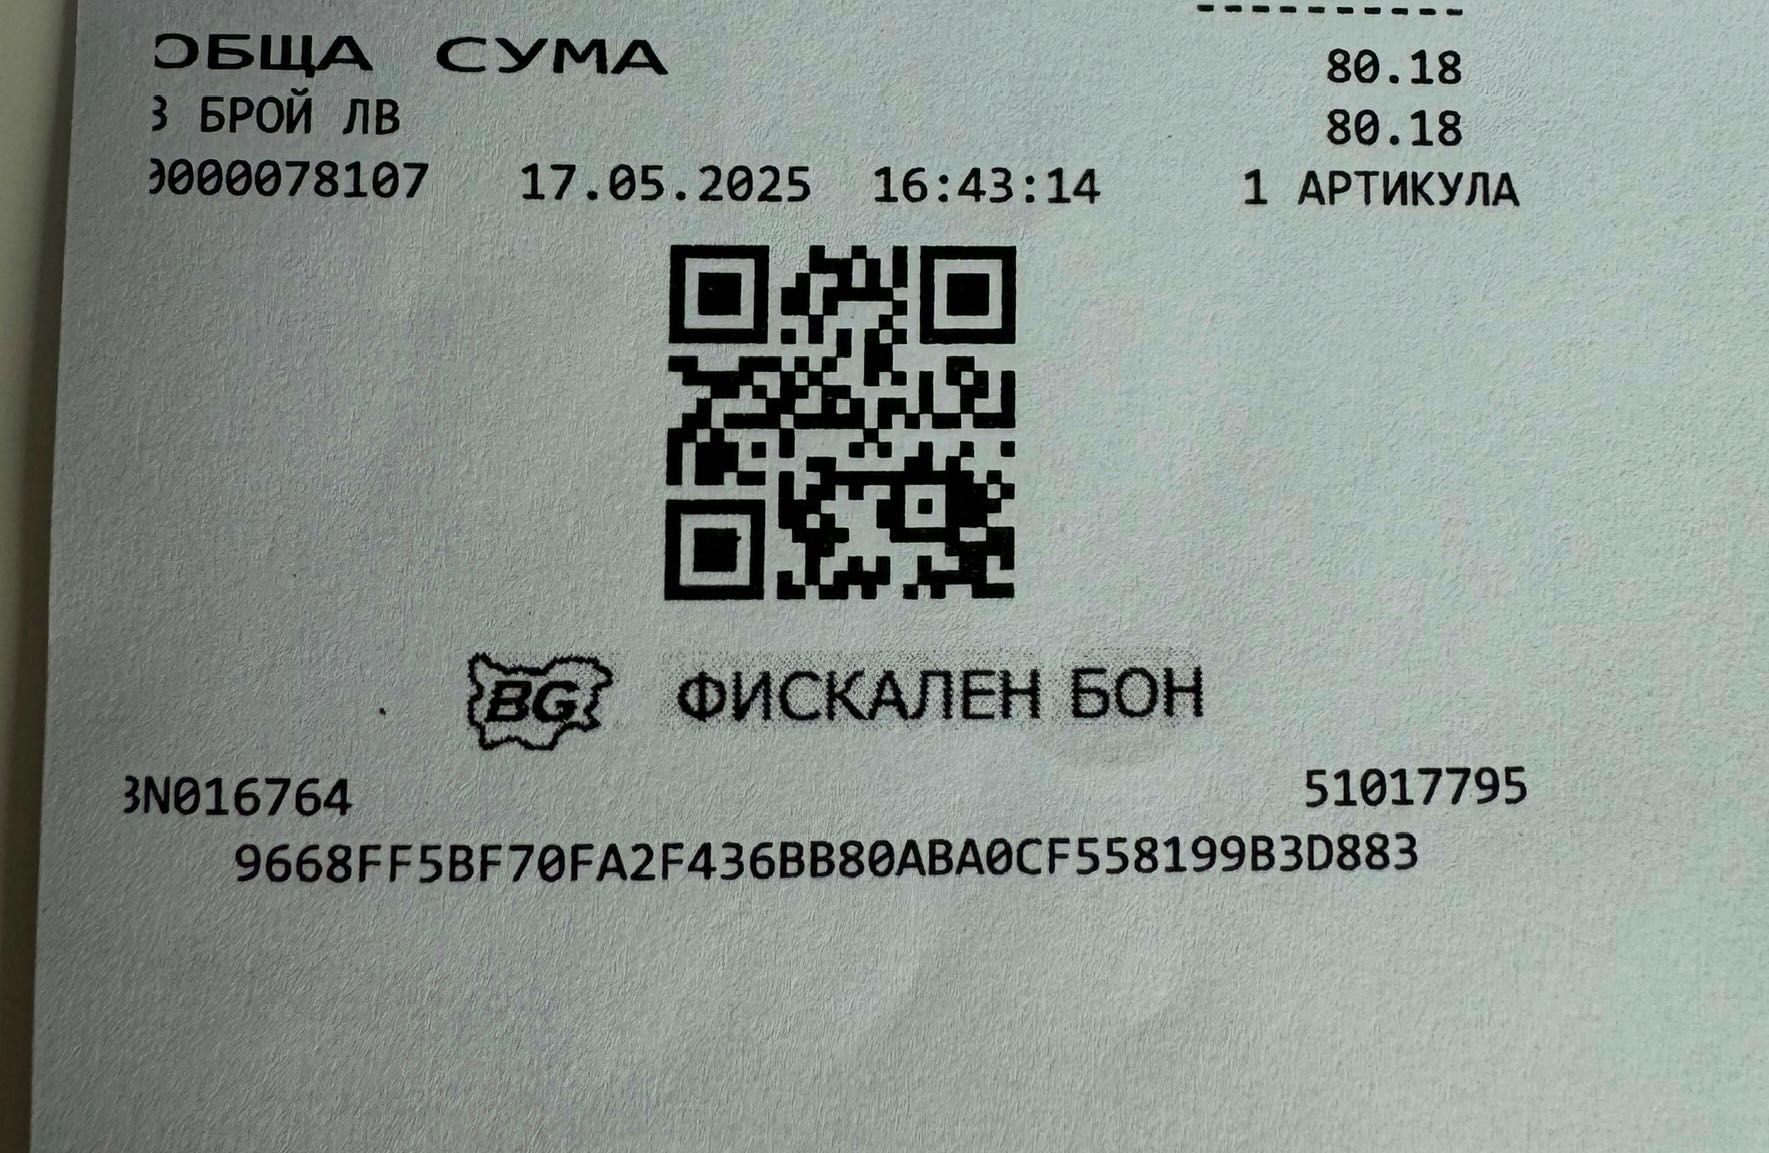 ОБЩА СУМА 80.18
В БРОЙ ЛВ 80.18
0000078107 17.05.2025 16:43:14 1 АРТИКУЛА
BG ФИСКАЛЕН БОН
BN016764 51017795
9668FF5BF70FA2F436BB80ABA0CF558199B3D883